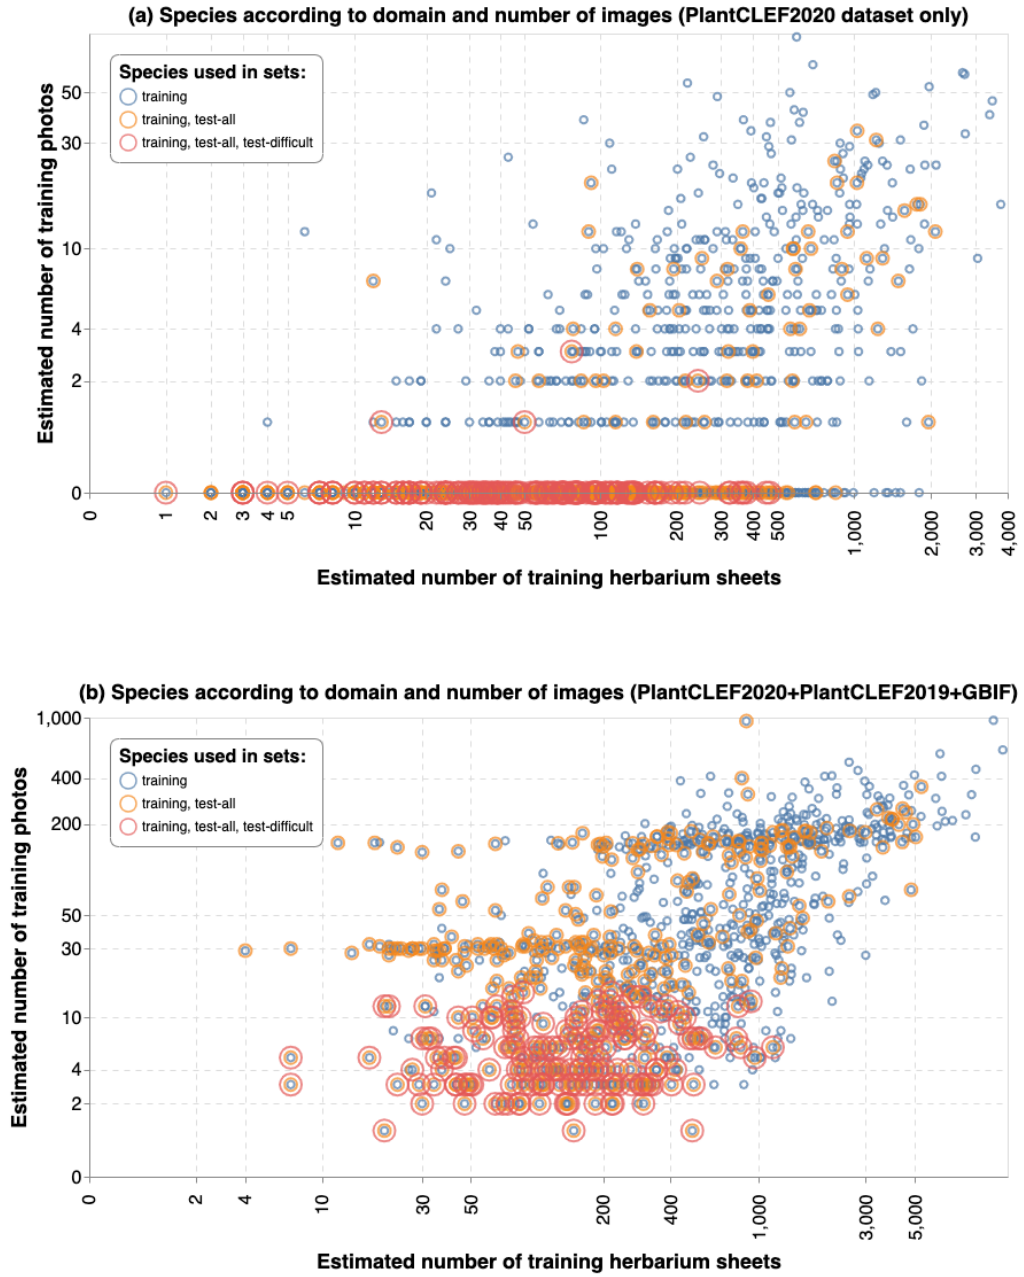 (a) Species according to domain and number of images (PlantCLEF2020 dataset only)
Species used in sets:
training
training, test-all
training, test-all, test-difficult
Estimated number of training photos
50
30
10
4
2
0
0 1 2 3 4 5 10 20 30 40 50 100 200 300 400 500 1,000 2,000 3,000 4,000
Estimated number of training herbarium sheets
(b) Species according to domain and number of images (PlantCLEF2020+PlantCLEF2019+GBIF)
Species used in sets:
training
training, test-all
training, test-all, test-difficult
Estimated number of training photos
1,000
400
200
50
30
10
4
2
0
0 2 4 10 30 50 200 400 1,000 3,000 5,000
Estimated number of training herbarium sheets